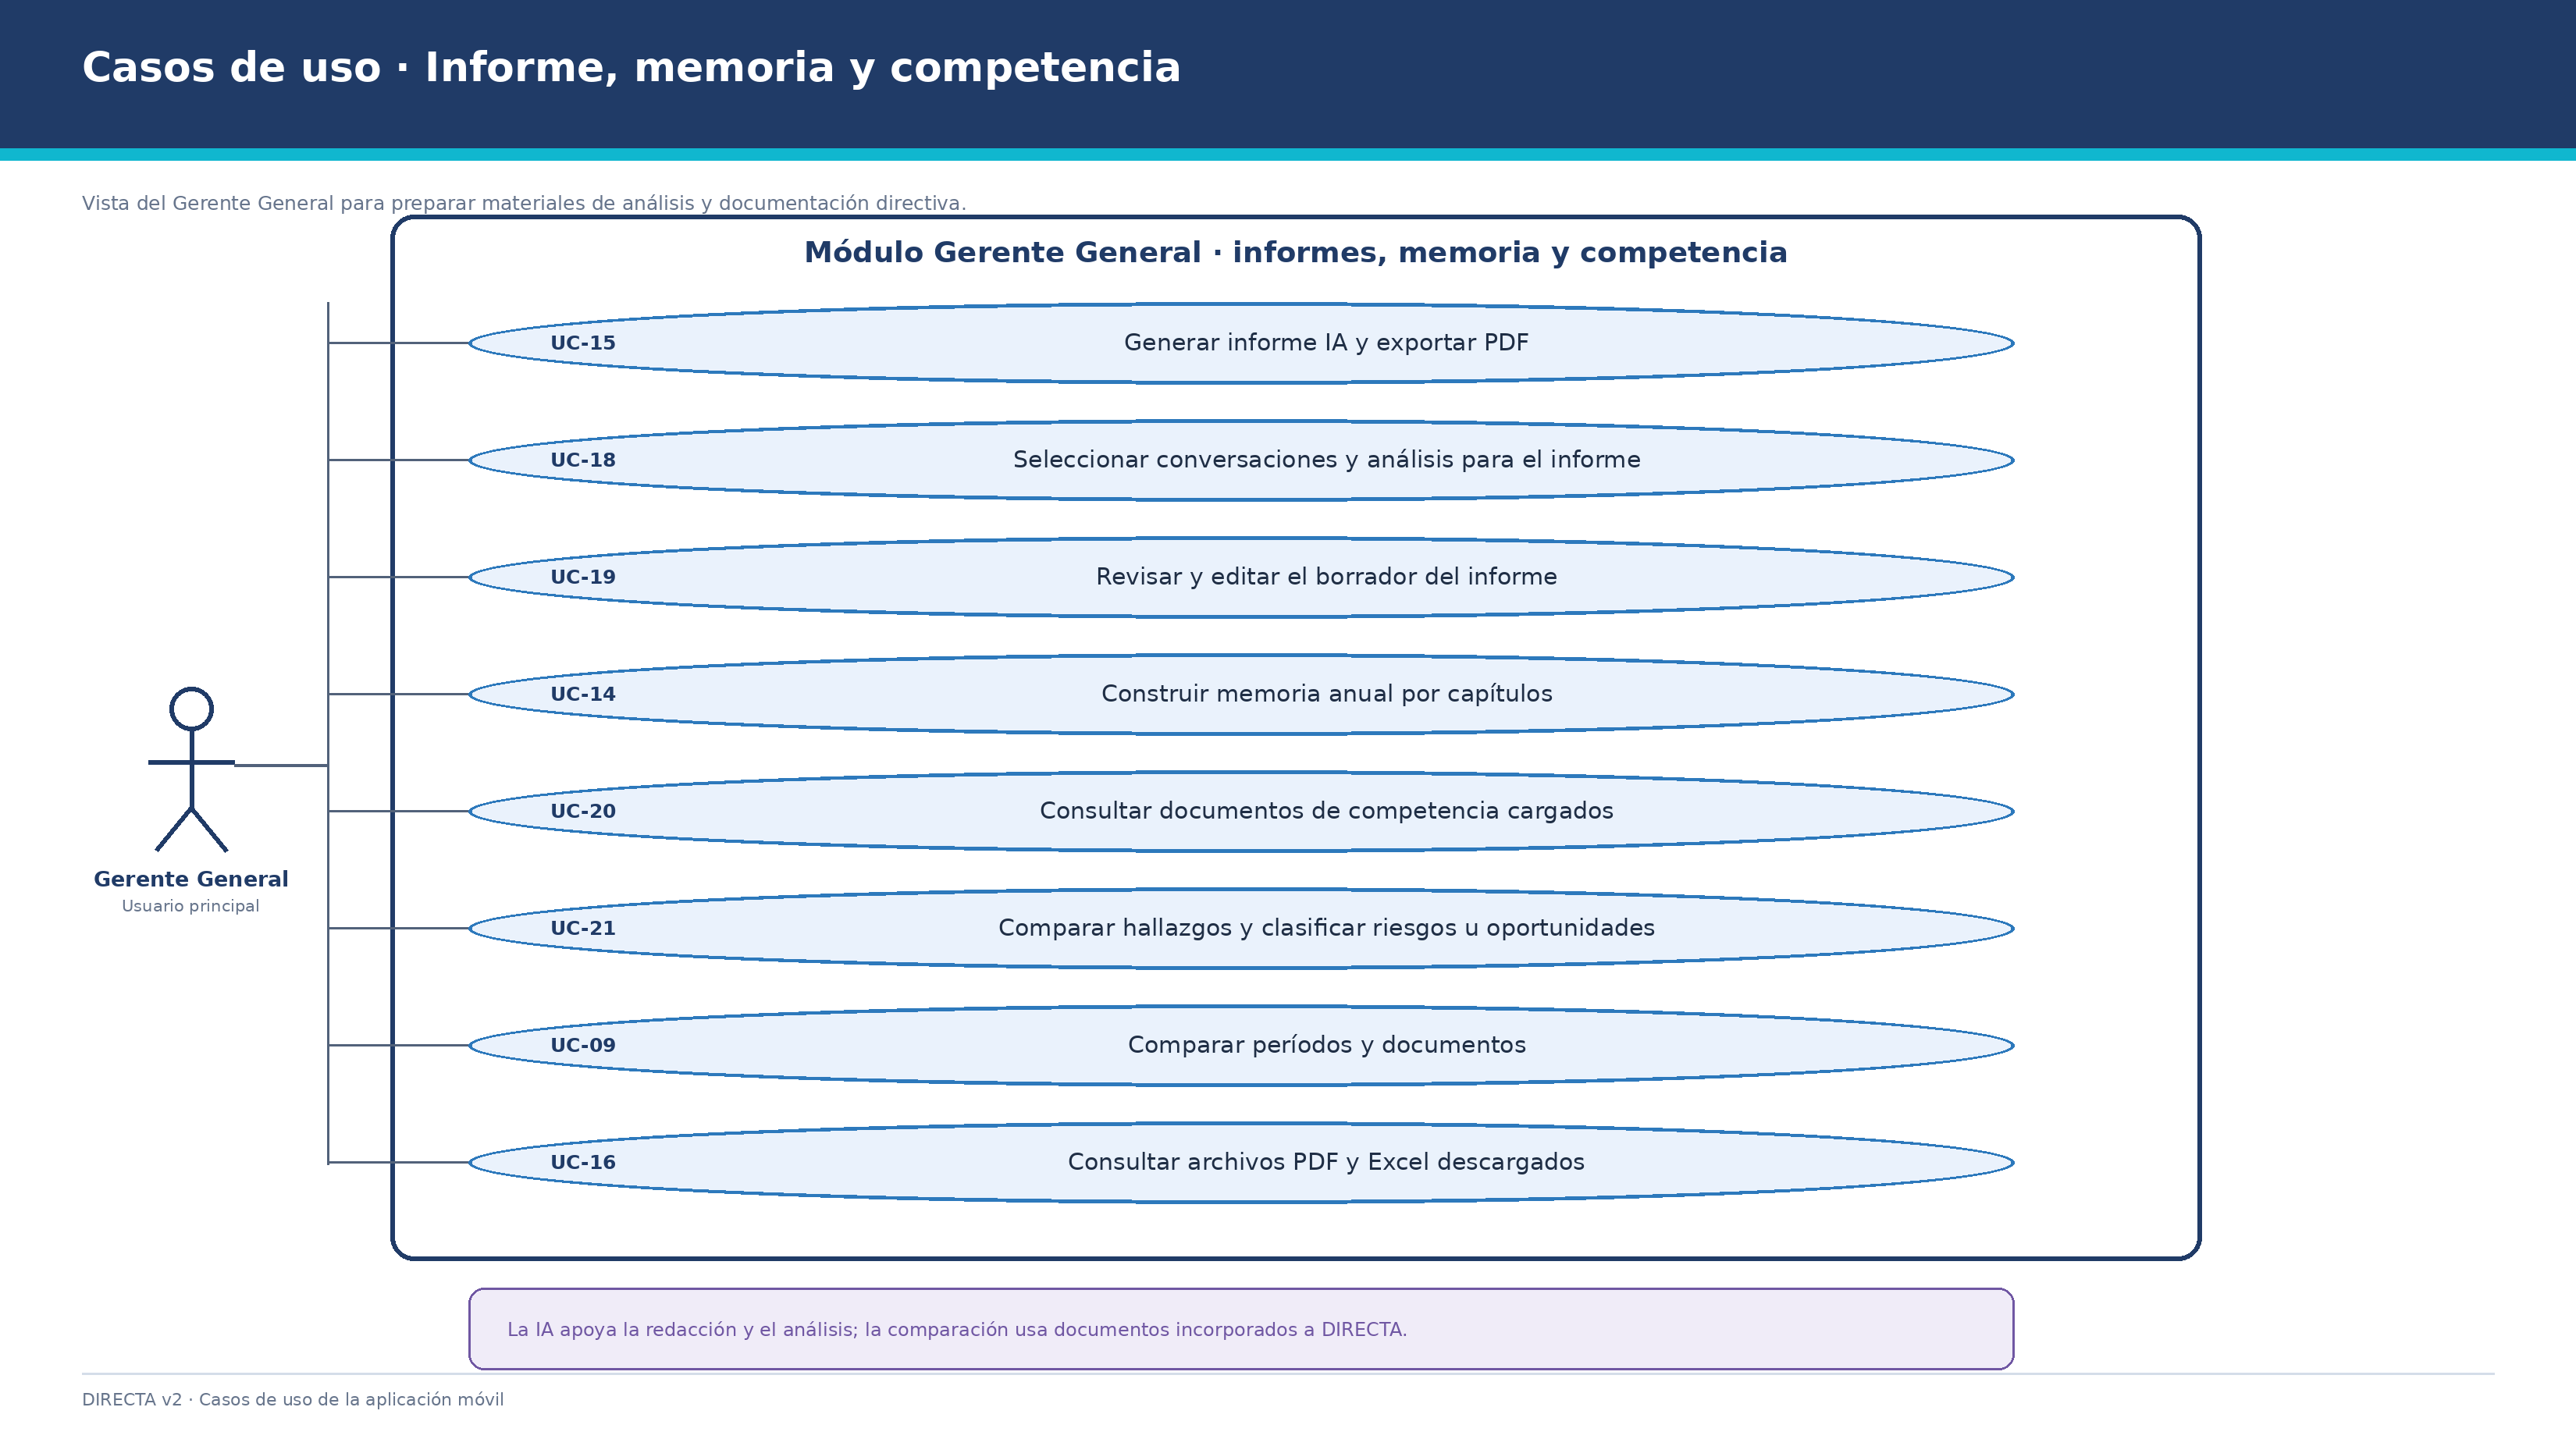 Casos de uso · Informe, memoria y competencia
Vista del Gerente General para preparar materiales de análisis y documentación directiva.
Módulo Gerente General · informes, memoria y competencia
UC-15 Generar informe IA y exportar PDF
UC-18 Seleccionar conversaciones y análisis para el informe
UC-19 Revisar y editar el borrador del informe
UC-14 Construir memoria anual por capítulos
UC-20 Consultar documentos de competencia cargados
UC-21 Comparar hallazgos y clasificar riesgos u oportunidades
UC-09 Comparar períodos y documentos
UC-16 Consultar archivos PDF y Excel descargados
Gerente General
Usuario principal
La IA apoya la redacción y el análisis; la comparación usa documentos incorporados a DIRECTA.
DIRECTA v2 · Casos de uso de la aplicación móvil